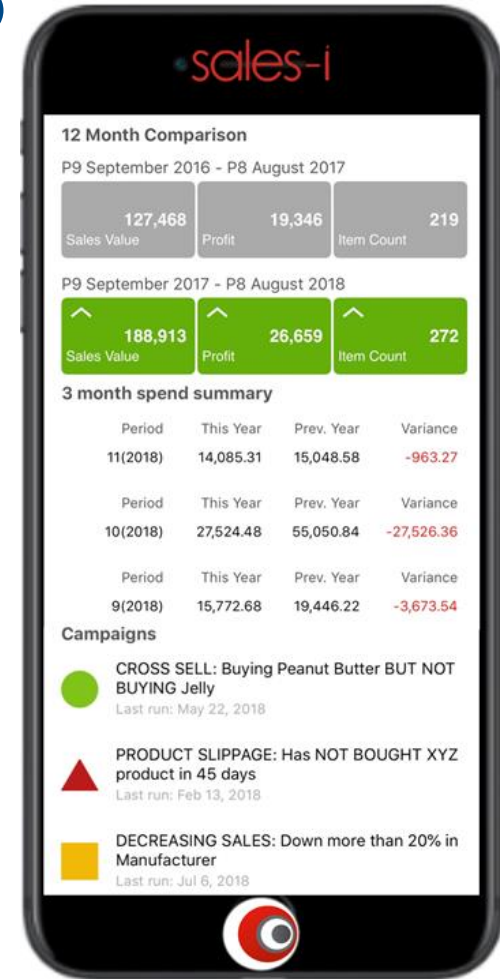 sales-i
12 Month Comparison
P9 September 2016 - P8 August 2017
127,468 19,346 219
Sales Value Profit Item Count
P9 September 2017 - P8 August 2018
188,913 26,659 272
Sales Value Profit Item Count
3 month spend summary
Period This Year Prev. Year Variance
11(2018) 14,085.31 15,048.58 -963.27
Period This Year Prev. Year Variance
10(2018) 27,524.48 55,050.84 -27,526.36
Period This Year Prev. Year Variance
9(2018) 15,772.68 19,446.22 -3,673.54
Campaigns
CROSS SELL: Buying Peanut Butter BUT NOT
BUYING Jelly
Last run: May 22, 2018
PRODUCT SLIPPAGE: Has NOT BOUGHT XYZ
product in 45 days
Last run: Feb 13, 2018
DECREASING SALES: Down more than 20% in
Manufacturer
Last run: Jul 6, 2018